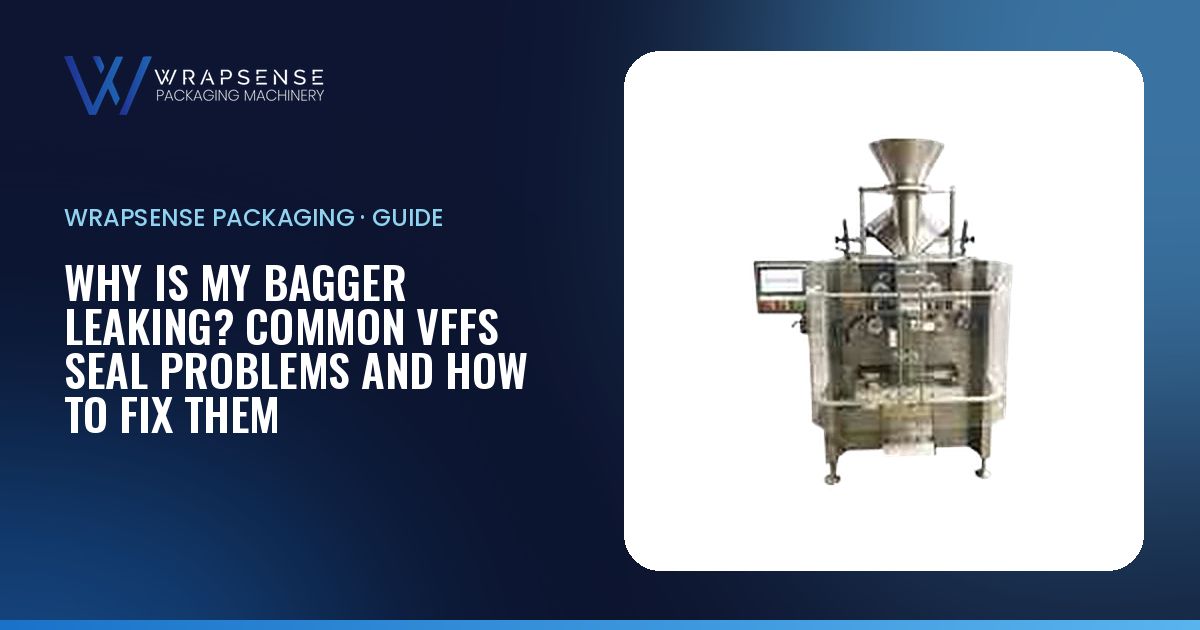 WRAPSENSE
PACKAGING MACHINERY
WRAPSENSE PACKAGING · GUIDE
WHY IS MY BAGGER
LEAKING? COMMON VFFS
SEAL PROBLEMS AND HOW
TO FIX THEM